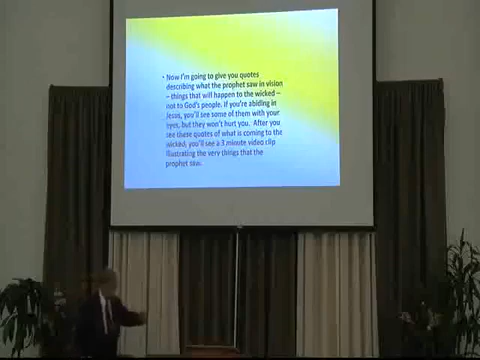 • Now I'm going to give you quotes
describing what the prophet saw in vision
– things that will happen to the wicked –
not to God's people. If you're abiding in
Jesus, you'll see some of them with your
eyes, but they won't hurt you.  After you
see these quotes of what is coming to the
wicked, you'll see a 3 minute video clip
illustrating the very things that the
prophet saw.